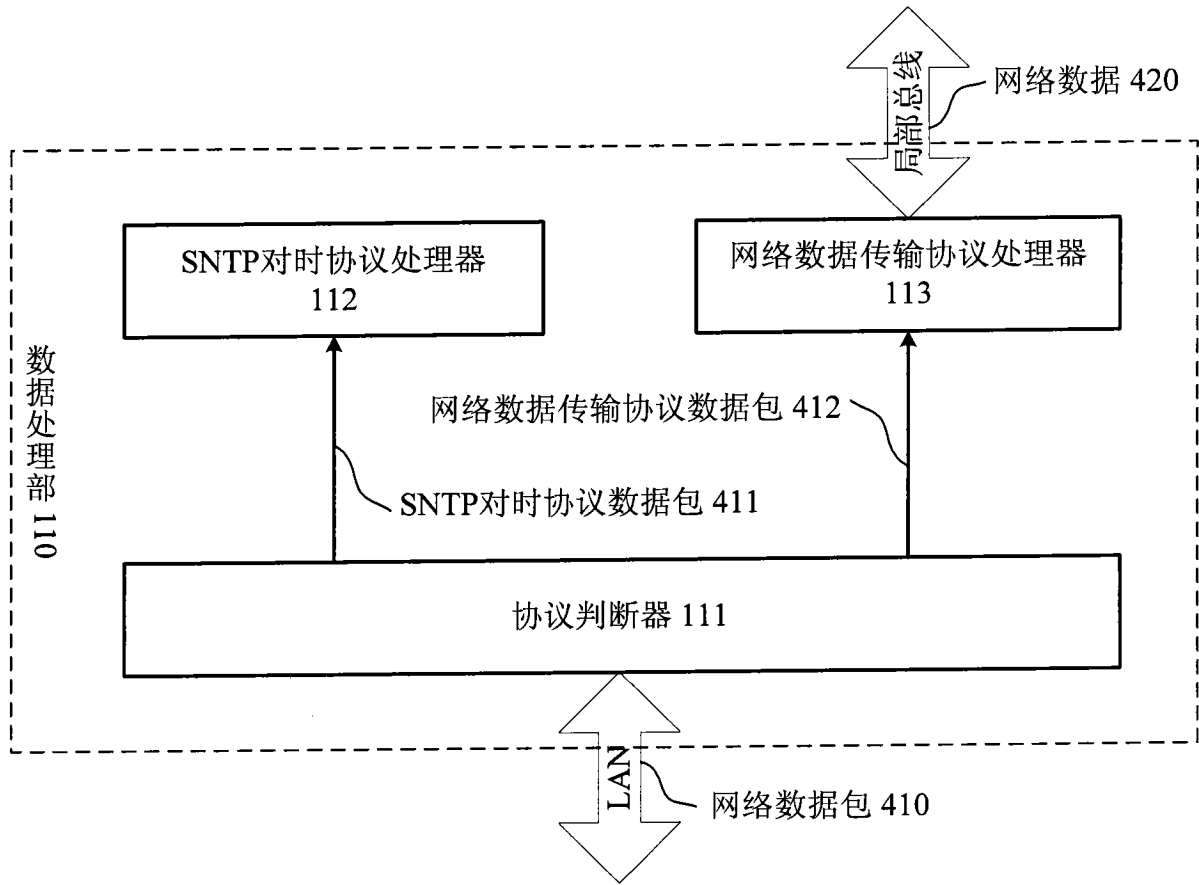 局部总线
网络数据 420
SNTP对时协议处理器
112
网络数据传输协议处理器
113
数据处理部 110
网络数据传输协议数据包 412
SNTP对时协议数据包 411
协议判断器 111
LAN
网络数据包 410